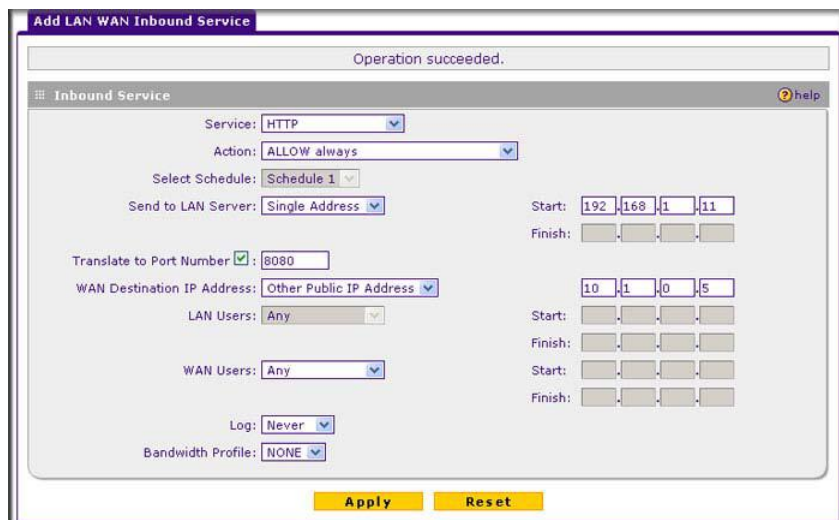 Add LAN WAN Inbound Service
Operation succeeded.
Inbound Service help
Service: HTTP
Action: ALLOW always
Select Schedule: Schedule 1
Send to LAN Server: Single Address Start: 192 .168 .1 .11
Finish: . . .
Translate to Port Number : 8080
WAN Destination IP Address: Other Public IP Address 10 .1 .0 .5
LAN Users: Any Start: . . .
Finish: . . .
WAN Users: Any Start: . . .
Finish: . . .
Log: Never
Bandwidth Profile: NONE
Apply Reset